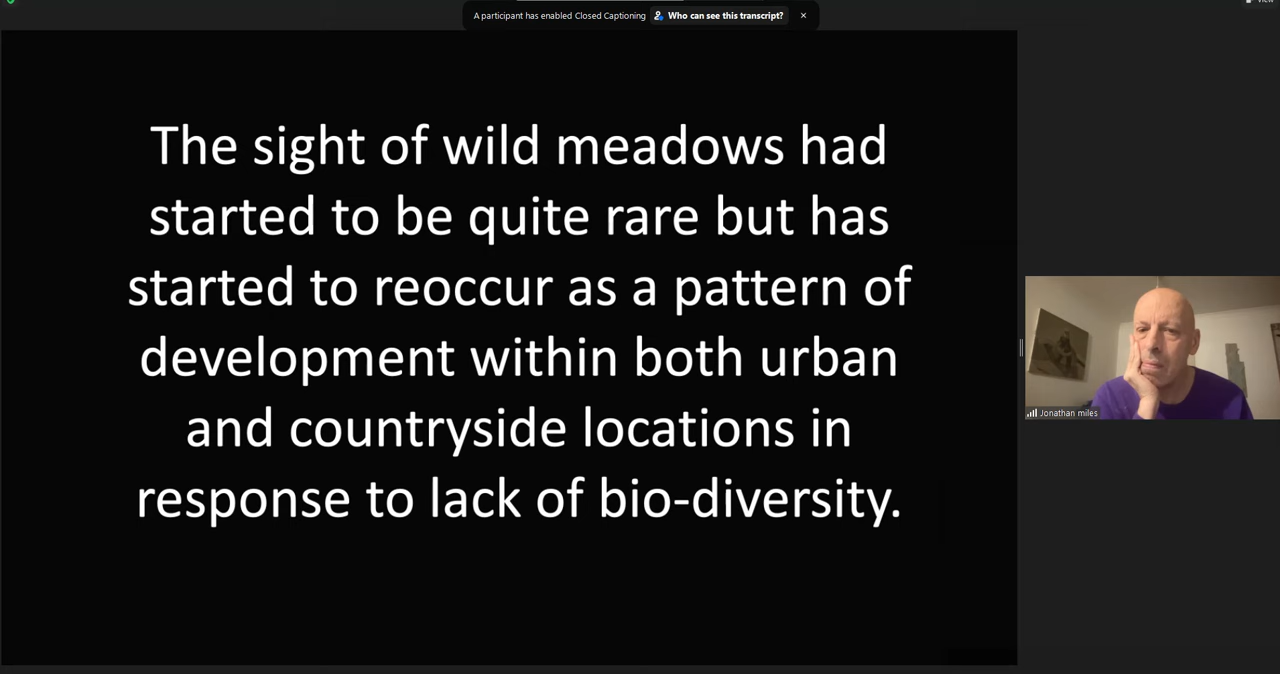 A participant has enabled Closed Captioning Who can see this transcript?
The sight of wild meadows had
started to be quite rare but has
started to reoccur as a pattern of
development within both urban
and countryside locations in
response to lack of bio-diversity.
Jonathan miles